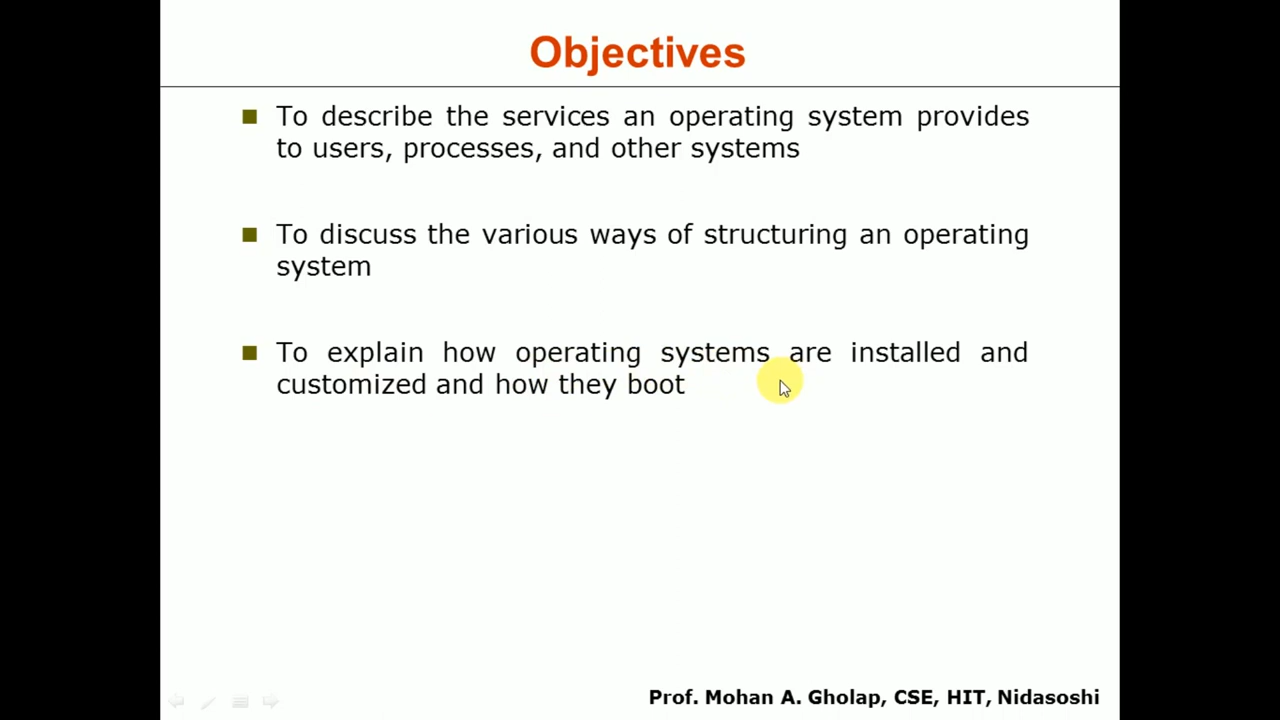 Objectives
To describe the services an operating system provides
to users, processes, and other systems
To discuss the various ways of structuring an operating
system
To explain how operating systems are installed and
customized and how they boot
Prof. Mohan A. Gholap, CSE, HIT, Nidasoshi